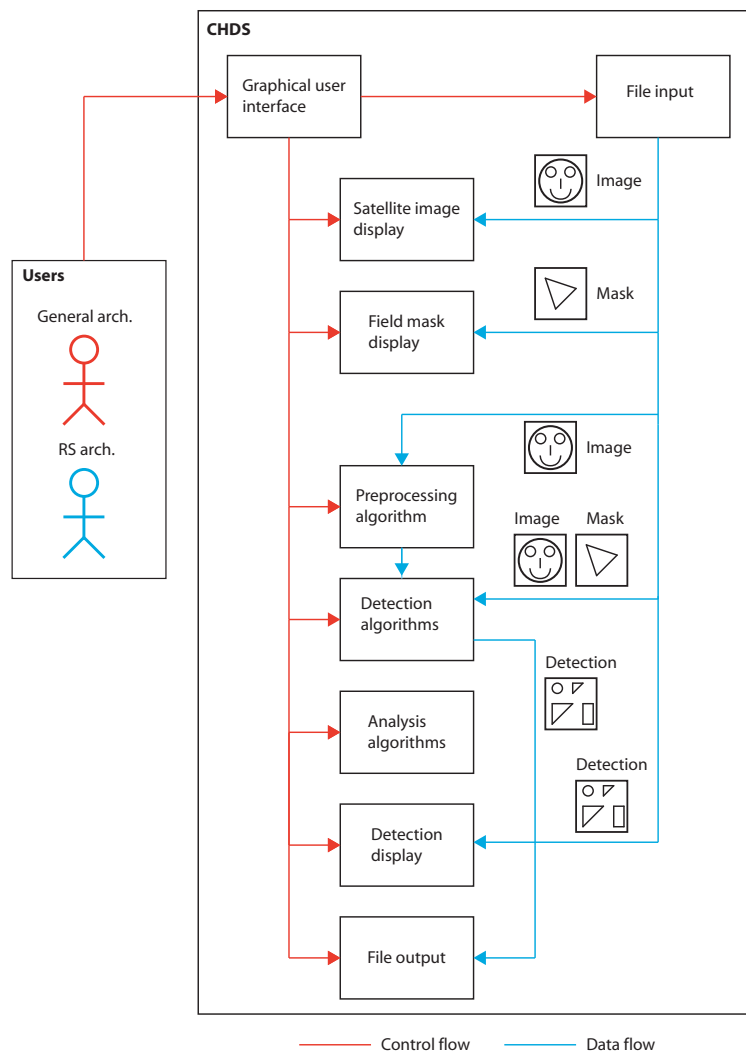 CHDS
Graphical user
interface
File input
Image
Satellite image
display
Users
General arch.
RS arch.
Mask
Field mask
display
Image
Preprocessing
algorithm
Image
Mask
Detection
algorithms
Detection
Analysis
algorithms
Detection
Detection
display
File output
Control flow
Data flow